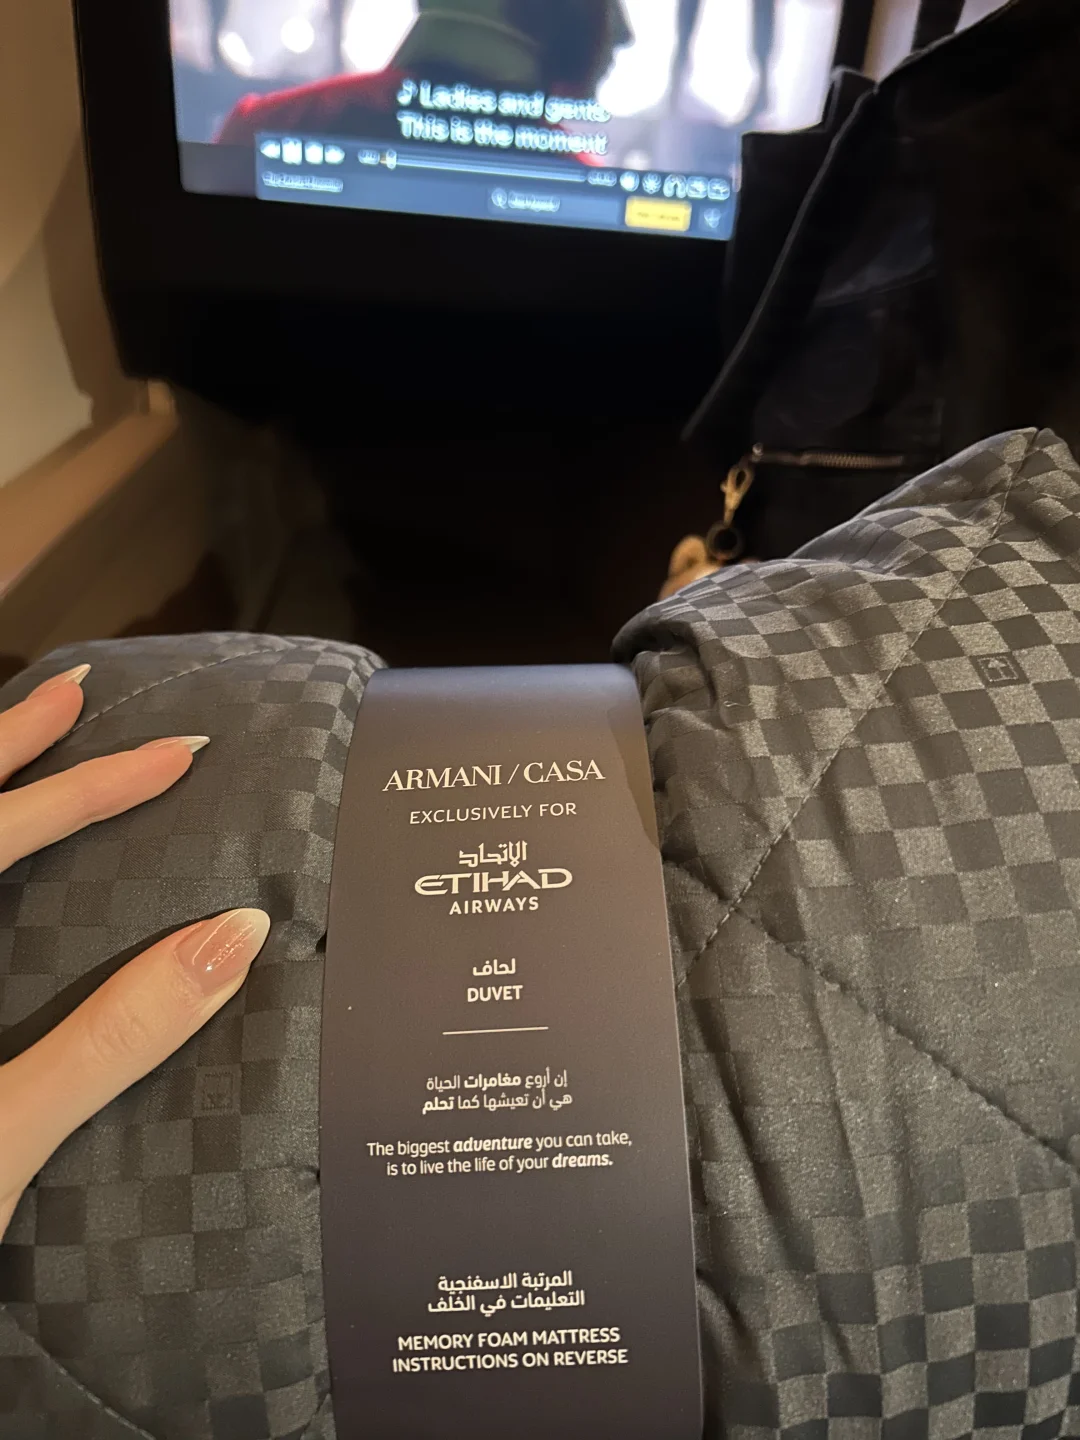 ♪ Ladies and gents
This is the moment
ARMANI / CASA
EXCLUSIVELY FOR
الاتحاد
ETIHAD
AIRWAYS
لحاف
DUVET
إن أروع مغامرات الحياة
هي أن تعيشها كما تحلم
The biggest adventure you can take,
is to live the life of your dreams.
المرتبة الاسفنجية
التعليمات في الخلف
MEMORY FOAM MATTRESS
INSTRUCTIONS ON REVERSE